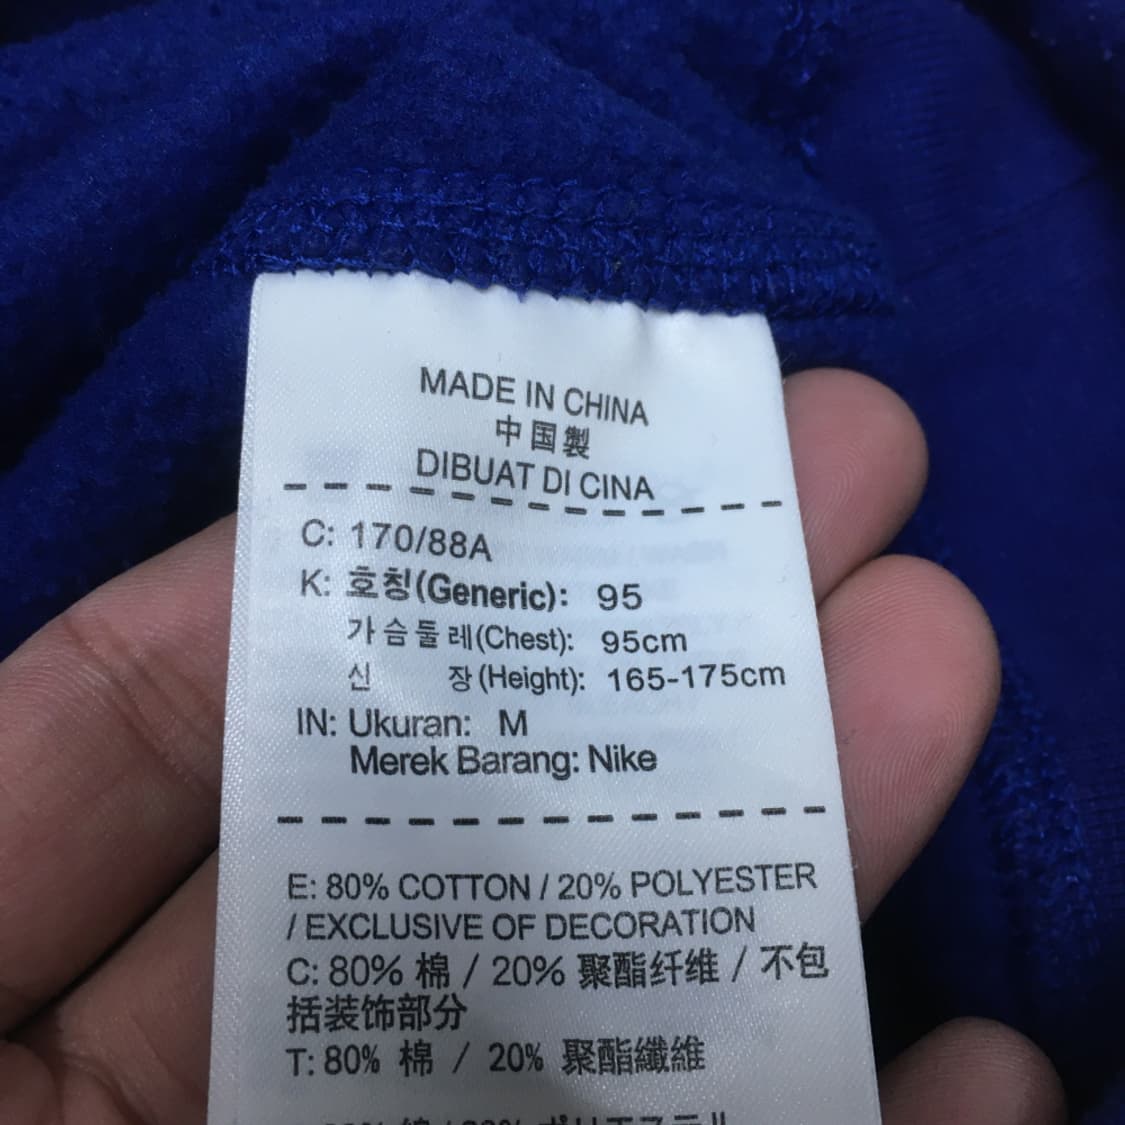 MADE IN CHINA
中国製
DIBUAT DI CINA
C: 170/88A
K: 호칭(Generic): 95
가슴둘레(Chest): 95cm
신 장(Height): 165-175cm
IN: Ukuran: M
Merek Barang: Nike
E: 80% COTTON / 20% POLYESTER
/ EXCLUSIVE OF DECORATION
C: 80% 棉 / 20% 聚酯纤维 / 不包
括装饰部分
T: 80% 棉 / 20% 聚酯纖維